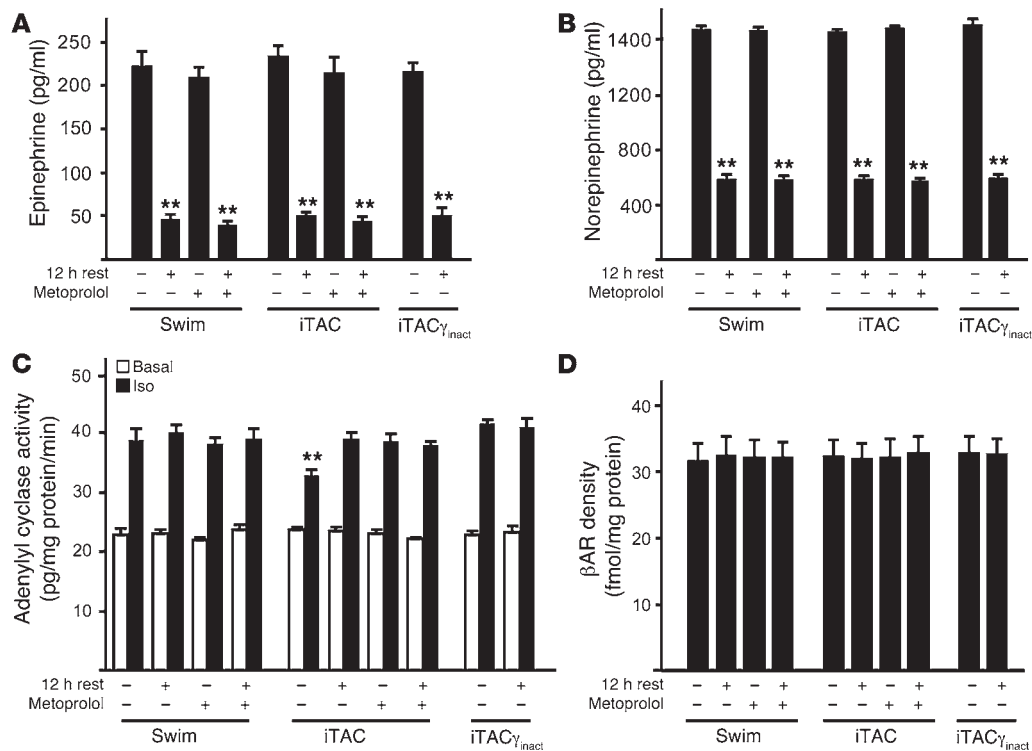 A
Epinephrine (pg/ml)
250
200
150
100
50
** ** ** ** **
12 h rest – + – + – + – + – +
Metoprolol – – + + – – + + – –
Swim iTAC iTACγinact
B
Norepinephrine (pg/ml)
1400
1200
800
400
** ** ** ** **
12 h rest – + – + – + – + – +
Metoprolol – – + + – – + + – –
Swim iTAC iTACγinact
C
Adenylyl cyclase activity
(pg/mg protein/min)
Basal
Iso
50
40
30
20
10
**
12 h rest – + – + – + – + – +
Metoprolol – – + + – – + + – –
Swim iTAC iTACγinact
D
βAR density
(fmol/mg protein)
40
30
20
10
12 h rest – + – + – + – + – +
Metoprolol – – + + – – + + – –
Swim iTAC iTACγinact